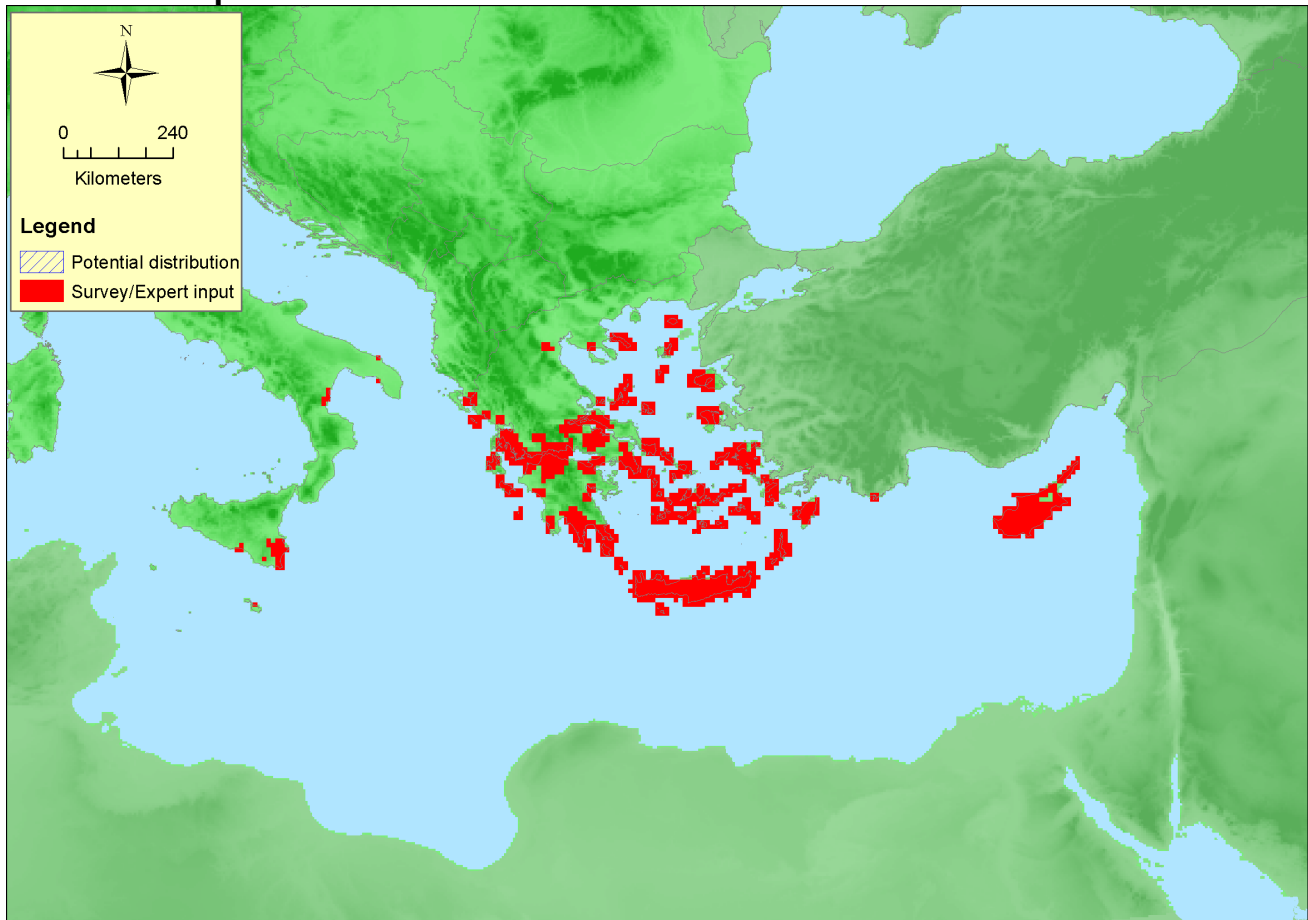 N
0 240
Kilometers
Legend
Potential distribution
Survey/Expert input